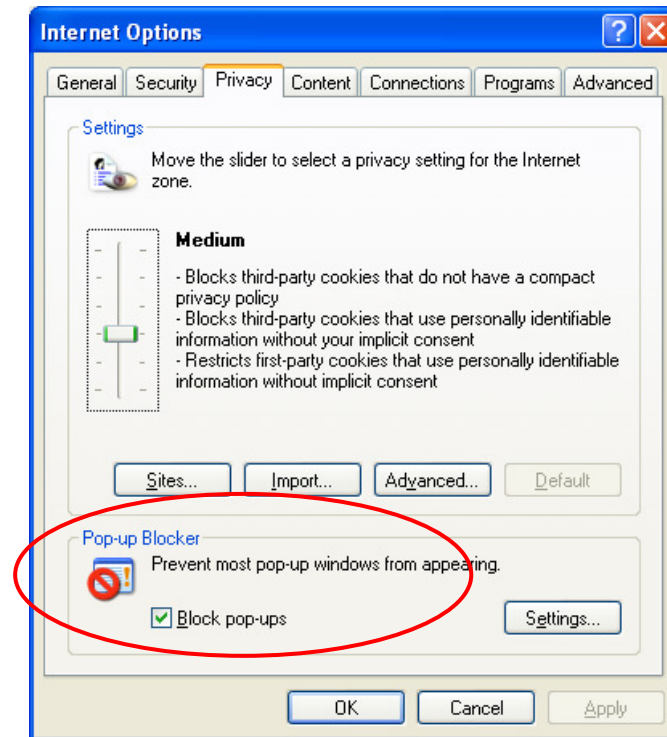 Internet Options
General Security Privacy Content Connections Programs Advanced
Settings
Move the slider to select a privacy setting for the Internet
zone.
Medium
- Blocks third-party cookies that do not have a compact
privacy policy
- Blocks third-party cookies that use personally identifiable
information without your implicit consent
- Restricts first-party cookies that use personally identifiable
information without implicit consent
Sites... Import... Advanced... Default
Pop-up Blocker
Prevent most pop-up windows from appearing.
Block pop-ups Settings...
OK Cancel Apply